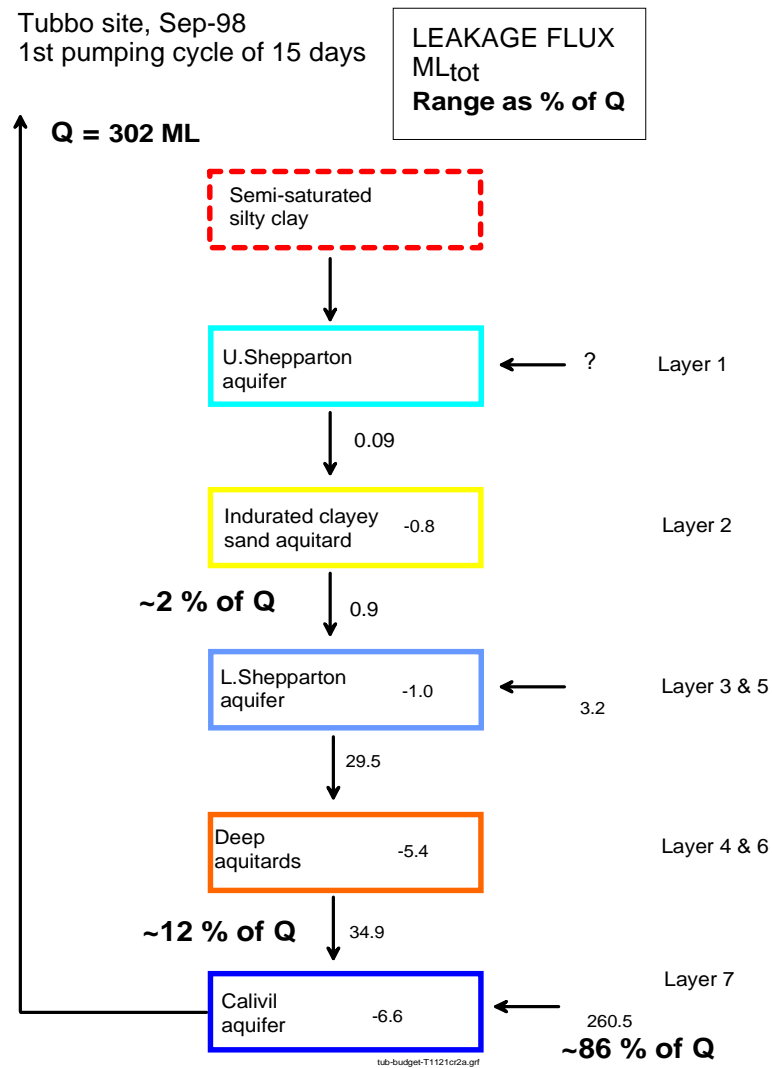 Tubbo site, Sep-98
1st pumping cycle of 15 days
LEAKAGE FLUX
MLtot
Range as % of Q
Q = 302 ML
Semi-saturated
silty clay
U.Shepparton
aquifer
?
Layer 1
0.09
Indurated clayey
sand aquitard
-0.8
Layer 2
~2 % of Q
0.9
L.Shepparton
aquifer
-1.0
3.2
Layer 3 & 5
29.5
Deep
aquitards
-5.4
Layer 4 & 6
~12 % of Q
34.9
Layer 7
Calivil
aquifer
-6.6
260.5
~86 % of Q
tub-budget-T1121cr2a.grf